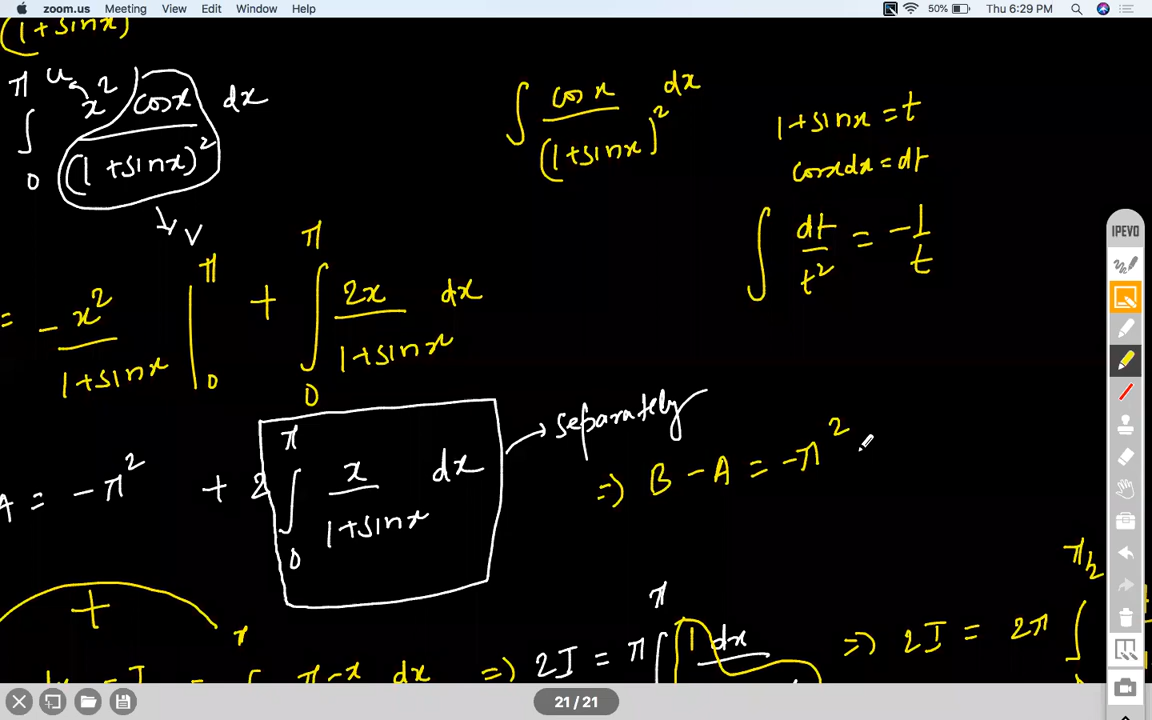 zoom.us Meeting View Edit Window Help 50% Thu 6:29 PM
(1+sinx)
∫₀^π x² cosx/(1+sinx)² dx
u
v
∫ cosx/(1+sinx)² dx
1+sinx = t
cosxdx = dt
∫ dt/t² = -1/t
= -x²/(1+sinx) |₀^π + ∫₀^π 2x/(1+sinx) dx
A = -π² + 2 ∫₀^π x/(1+sinx) dx → separately
⇒ B - A = -π²
+
⇒ 2I = π ∫^π 1 dx
⇒ 2I = 2π ∫^π/2
π-x dx
IPEVO
21/21